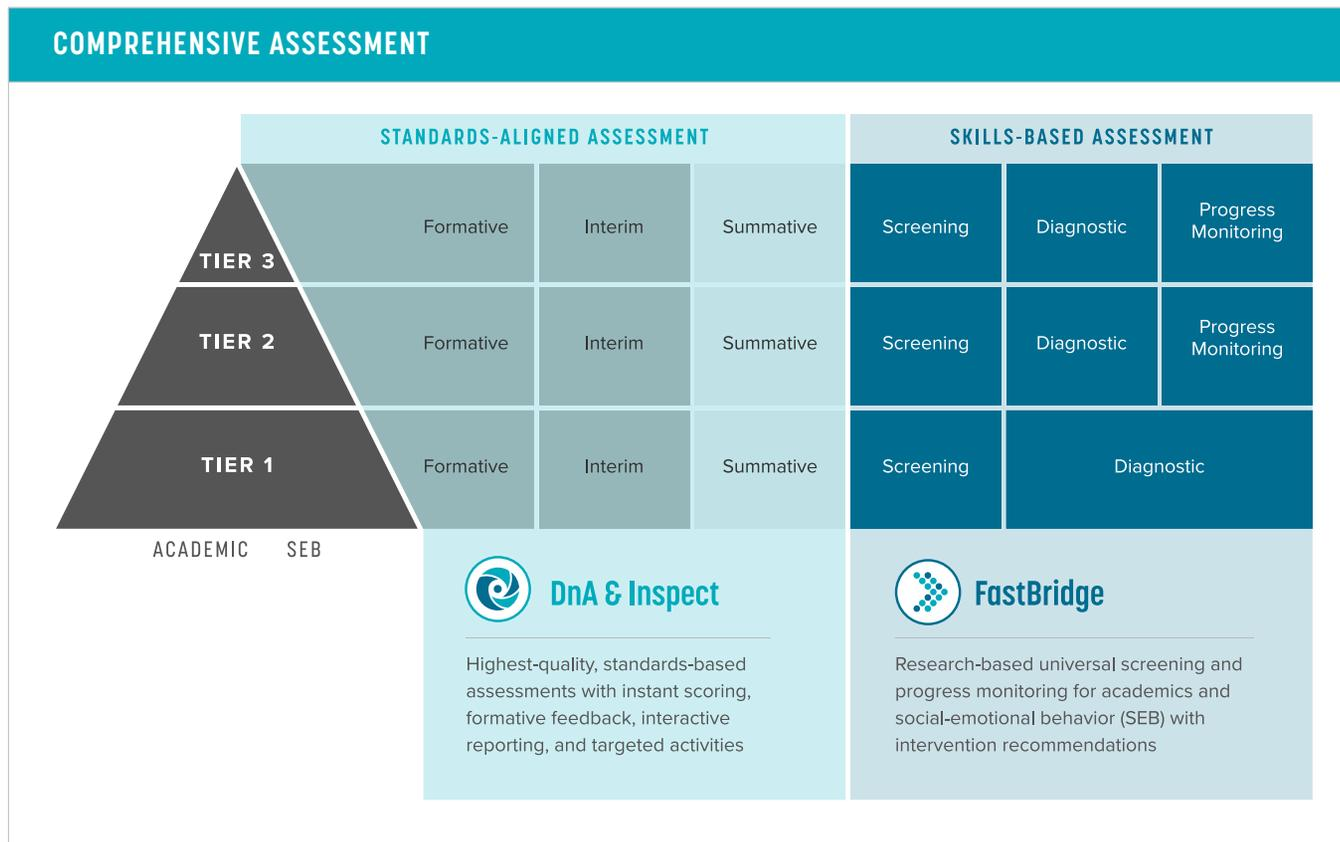 COMPREHENSIVE ASSESSMENT
STANDARDS-ALIGNED ASSESSMENT
SKILLS-BASED ASSESSMENT
TIER 3
Formative
Interim
Summative
Screening
Diagnostic
Progress
Monitoring
TIER 2
Formative
Interim
Summative
Screening
Diagnostic
Progress
Monitoring
TIER 1
Formative
Interim
Summative
Screening
Diagnostic
ACADEMIC SEB
DnA & Inspect
Highest-quality, standards-based
assessments with instant scoring,
formative feedback, interactive
reporting, and targeted activities
FastBridge
Research-based universal screening and
progress monitoring for academics and
social-emotional behavior (SEB) with
intervention recommendations